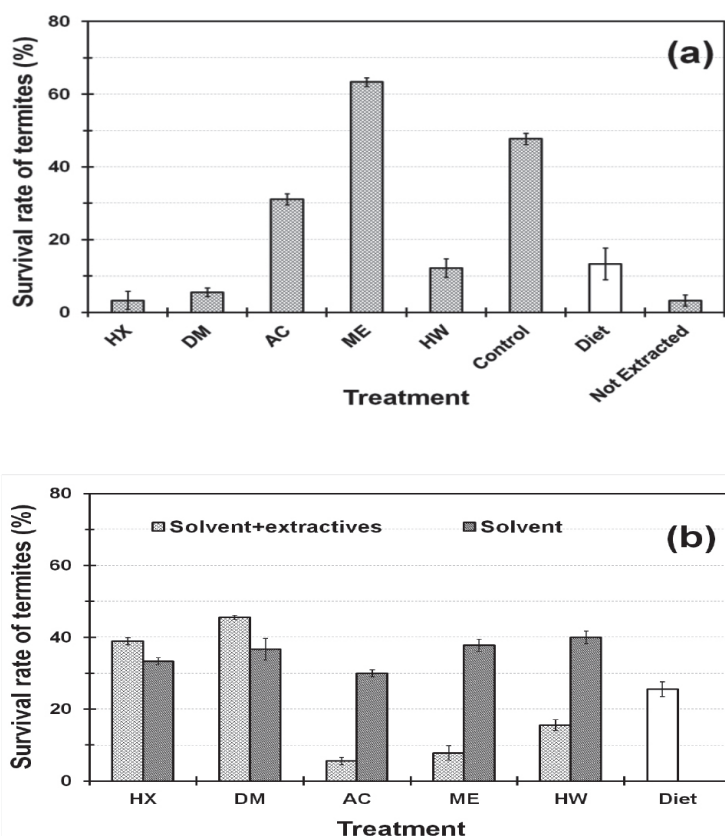 80
(a)
60
40
20
0
Survival rate of termites (%)
HX
DM
AC
ME
HW
Control
Diet
Not Extracted
Treatment
80
Solvent+extractives Solvent
(b)
60
40
20
0
Survival rate of termites (%)
HX DM AC ME HW Diet
Treatment